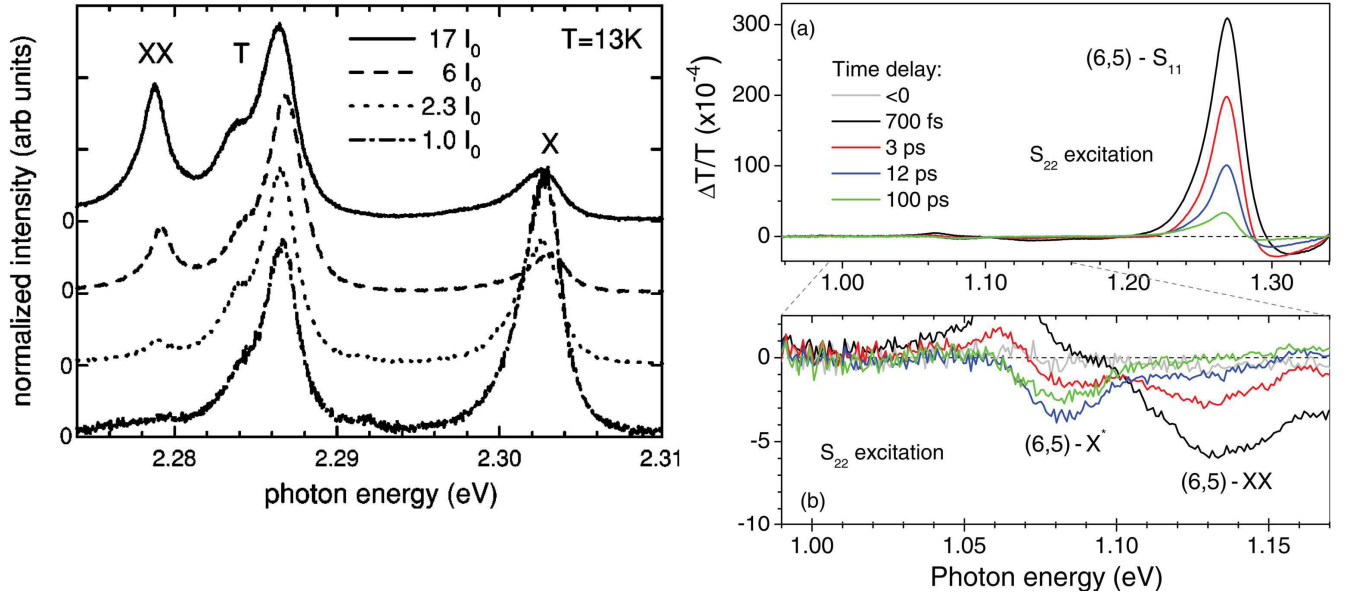 normalized intensity (arb units)
XX
T
17 I₀
6 I₀
2.3 I₀
1.0 I₀
T=13K
X
0
0
0
0
2.28
2.29
2.30
2.31
photon energy (eV)
ΔT/T (x10⁻⁴)
300
200
100
0
(a)
Time delay:
<0
700 fs
3 ps
12 ps
100 ps
(6,5) - S₁₁
S₂₂ excitation
1.00
1.10
1.20
1.30
0
-5
-10
S₂₂ excitation
(6,5) - X*
(6,5) - XX
(b)
1.00
1.05
1.10
1.15
Photon energy (eV)